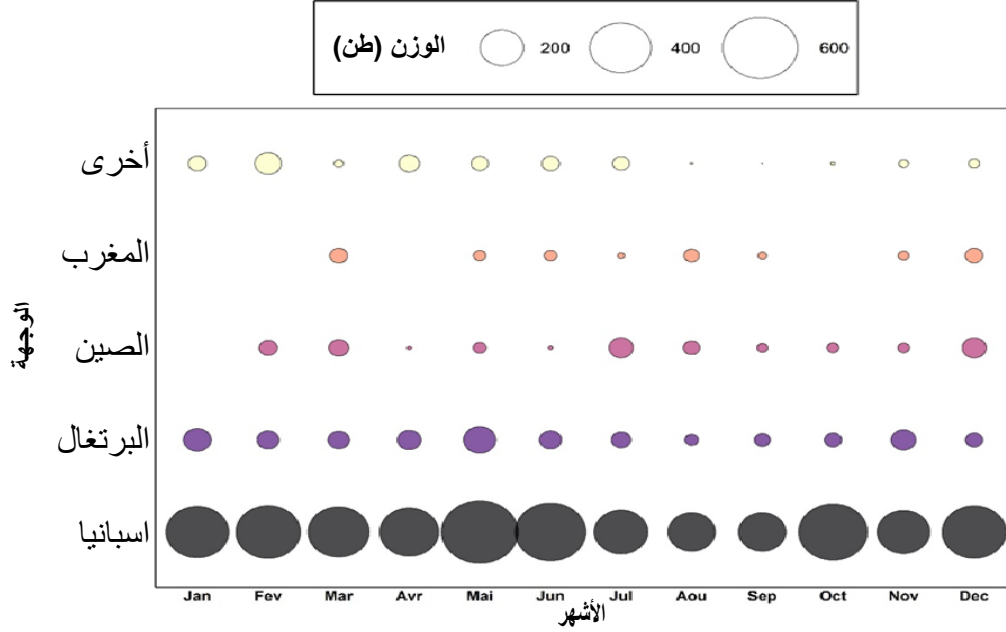 الوزن (طن) 200 400 600
أخرى
المغرب
الصين
البرتغال
اسبانيا
الوجهة
Jan Fev Mar Avr Mai Jun Jul Aou Sep Oct Nov Dec
الأشهر